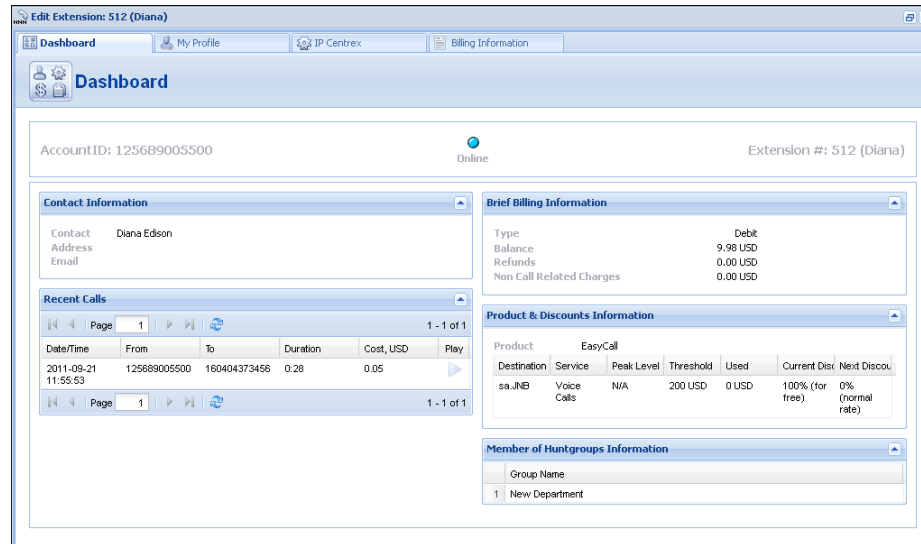 Edit Extension: 512 (Diana)
Dashboard
My Profile
IP Centrex
Billing Information
Dashboard
AccountID: 125689005500
Online
Extension #: 512 (Diana)
Contact Information
Contact Diana Edison
Address
Email
Recent Calls
Page 1 1 - 1 of 1
Date/Time From To Duration Cost, USD Play
2011-09-21 125689005500 160404373456 0:28 0.05
11:55:53
Page 1 1 - 1 of 1
Brief Billing Information
Type Debit
Balance 9.98 USD
Refunds 0.00 USD
Non Call Related Charges 0.00 USD
Product & Discounts Information
Product EasyCall
Destination Service Peak Level Threshold Used Current Disc Next Discou
sa.JNB Voice N/A 200 USD 0 USD 100% (for 0%
Calls free) (normal
rate)
Member of Huntgroups Information
Group Name
1 New Department